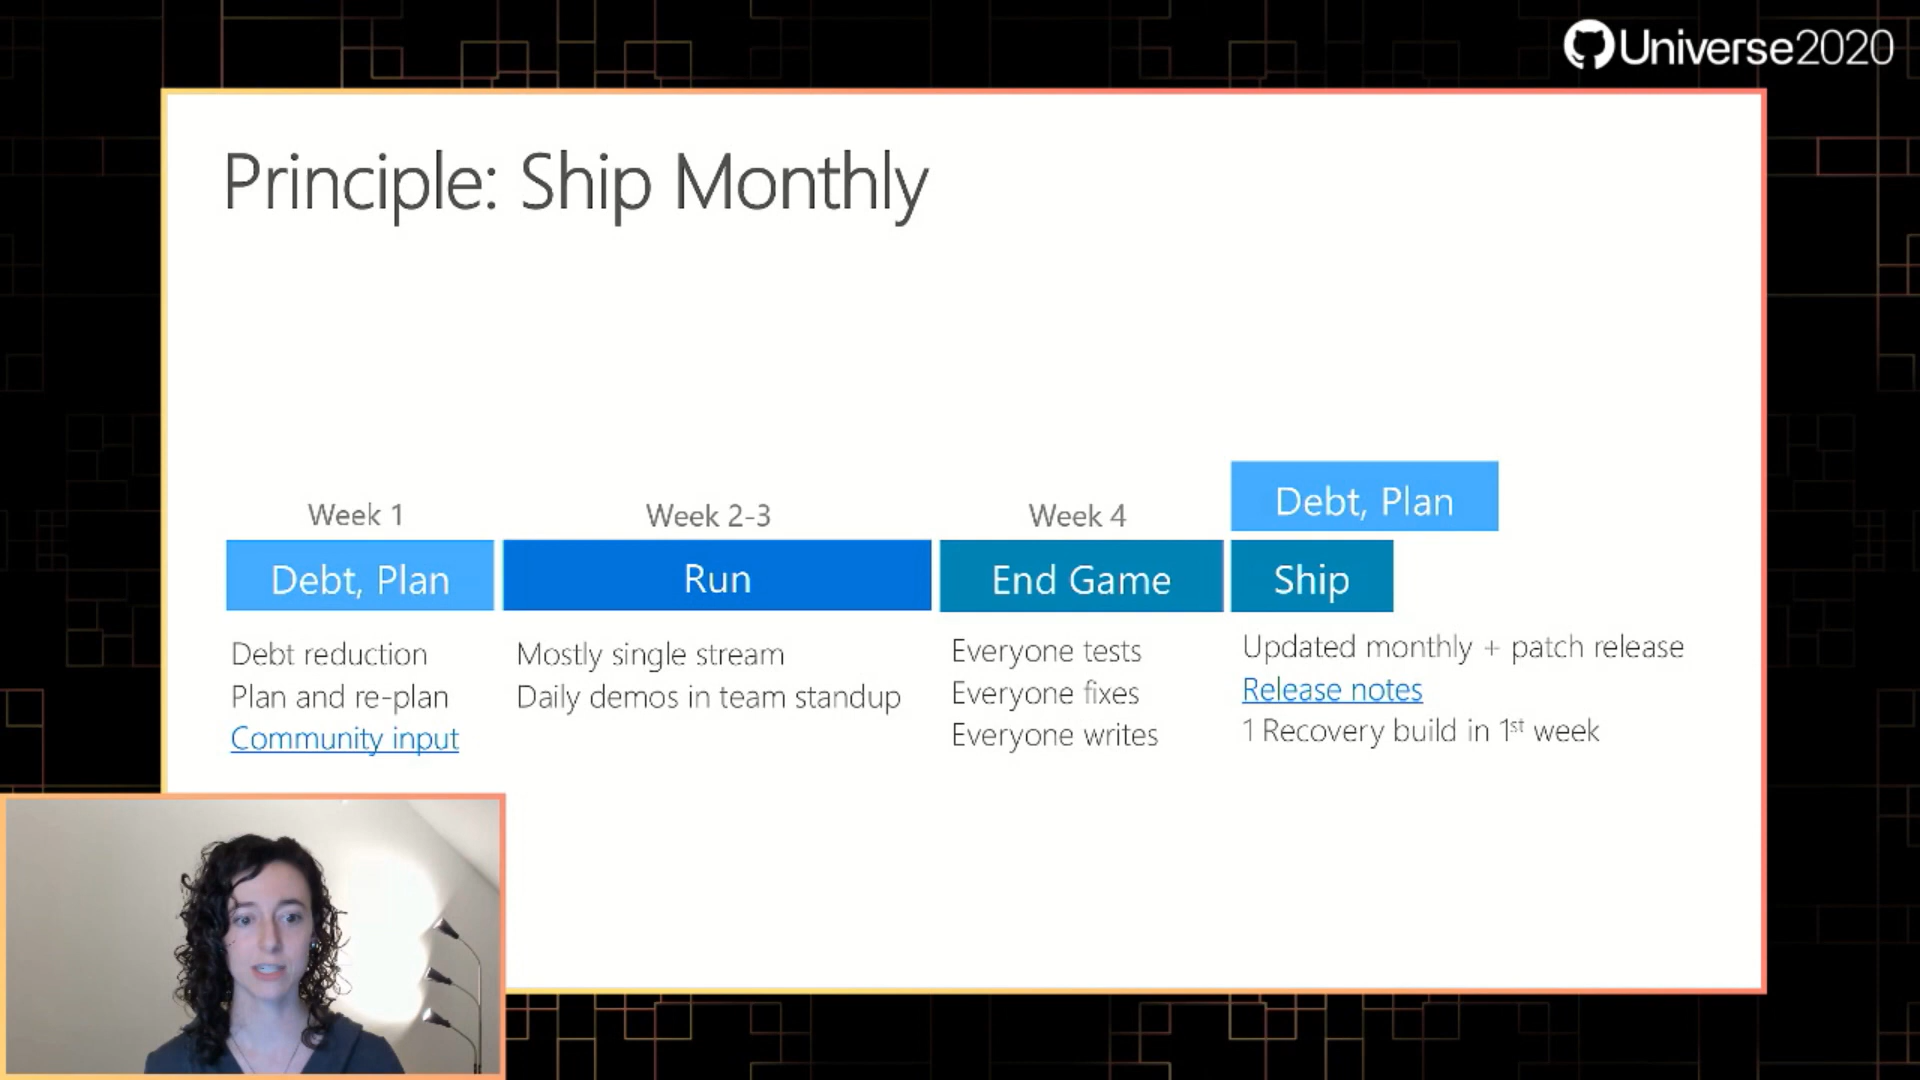 Universe2020
Principle: Ship Monthly
Week 1
Debt, Plan
Debt reduction
Plan and re-plan
Community input
Week 2-3
Run
Mostly single stream
Daily demos in team standup
Week 4
End Game
Everyone tests
Everyone fixes
Everyone writes
Debt, Plan
Ship
Updated monthly + patch release
Release notes
1 Recovery build in 1st week